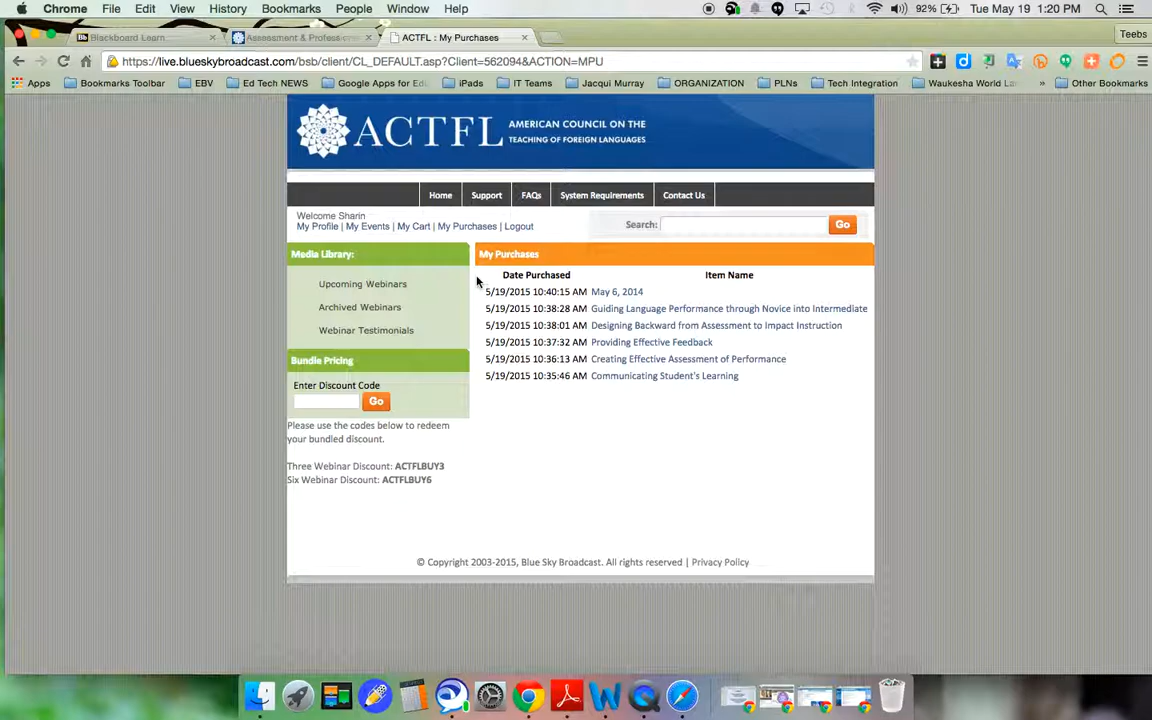 Chrome File Edit View History Bookmarks People Window Help 92% Tue May 19 1:20 PM
Blackboard Learn Assessment & Profess ACTFL : My Purchases Teebs
https://live.blueskybroadcast.com/bsb/client/CL_DEFAULT.asp?Client=562094&ACTION=MPU
Apps Bookmarks Toolbar EBV Ed Tech NEWS Google Apps for Ed iPads IT Teams Jacqui Murray ORGANIZATION PLNs Tech Integration Waukesha World La » Other Bookmarks
ACTFL AMERICAN COUNCIL ON THE
TEACHING OF FOREIGN LANGUAGES
Home Support FAQs System Requirements Contact Us
Welcome Sharin
My Profile | My Events | My Cart | My Purchases | Logout
Search: Go
Media Library:
Upcoming Webinars
Archived Webinars
Webinar Testimonials
Bundle Pricing
Enter Discount Code
Go
Please use the codes below to redeem
your bundled discount.
Three Webinar Discount: ACTFLBUY3
Six Webinar Discount: ACTFLBUY6
My Purchases
Date Purchased Item Name
5/19/2015 10:40:15 AM May 6, 2014
5/19/2015 10:38:28 AM Guiding Language Performance through Novice into Intermediate
5/19/2015 10:38:01 AM Designing Backward from Assessment to Impact Instruction
5/19/2015 10:37:32 AM Providing Effective Feedback
5/19/2015 10:36:13 AM Creating Effective Assessment of Performance
5/19/2015 10:35:46 AM Communicating Student's Learning
© Copyright 2003-2015, Blue Sky Broadcast. All rights reserved | Privacy Policy